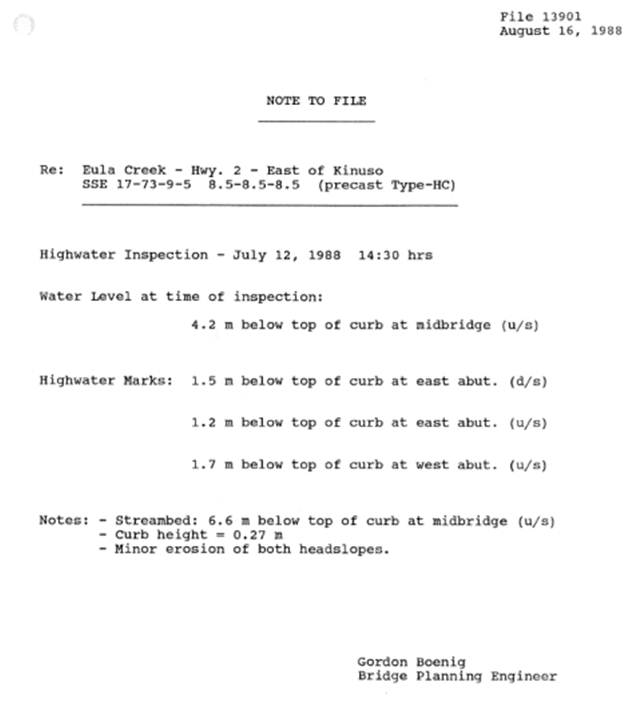 File 13901
August 16, 1988
NOTE TO FILE
Re: Eula Creek - Hwy. 2 - East of Kinuso
SSE 17-73-9-5 8.5-8.5-8.5 (precast Type-HC)
Highwater Inspection - July 12, 1988 14:30 hrs
Water Level at time of inspection:
4.2 m below top of curb at midbridge (u/s)
Highwater Marks: 1.5 m below top of curb at east abut. (d/s)
1.2 m below top of curb at east abut. (u/s)
1.7 m below top of curb at west abut. (u/s)
Notes: - Streambed: 6.6 m below top of curb at midbridge (u/s)
- Curb height = 0.27 m
- Minor erosion of both headslopes.
Gordon Boenig
Bridge Planning Engineer